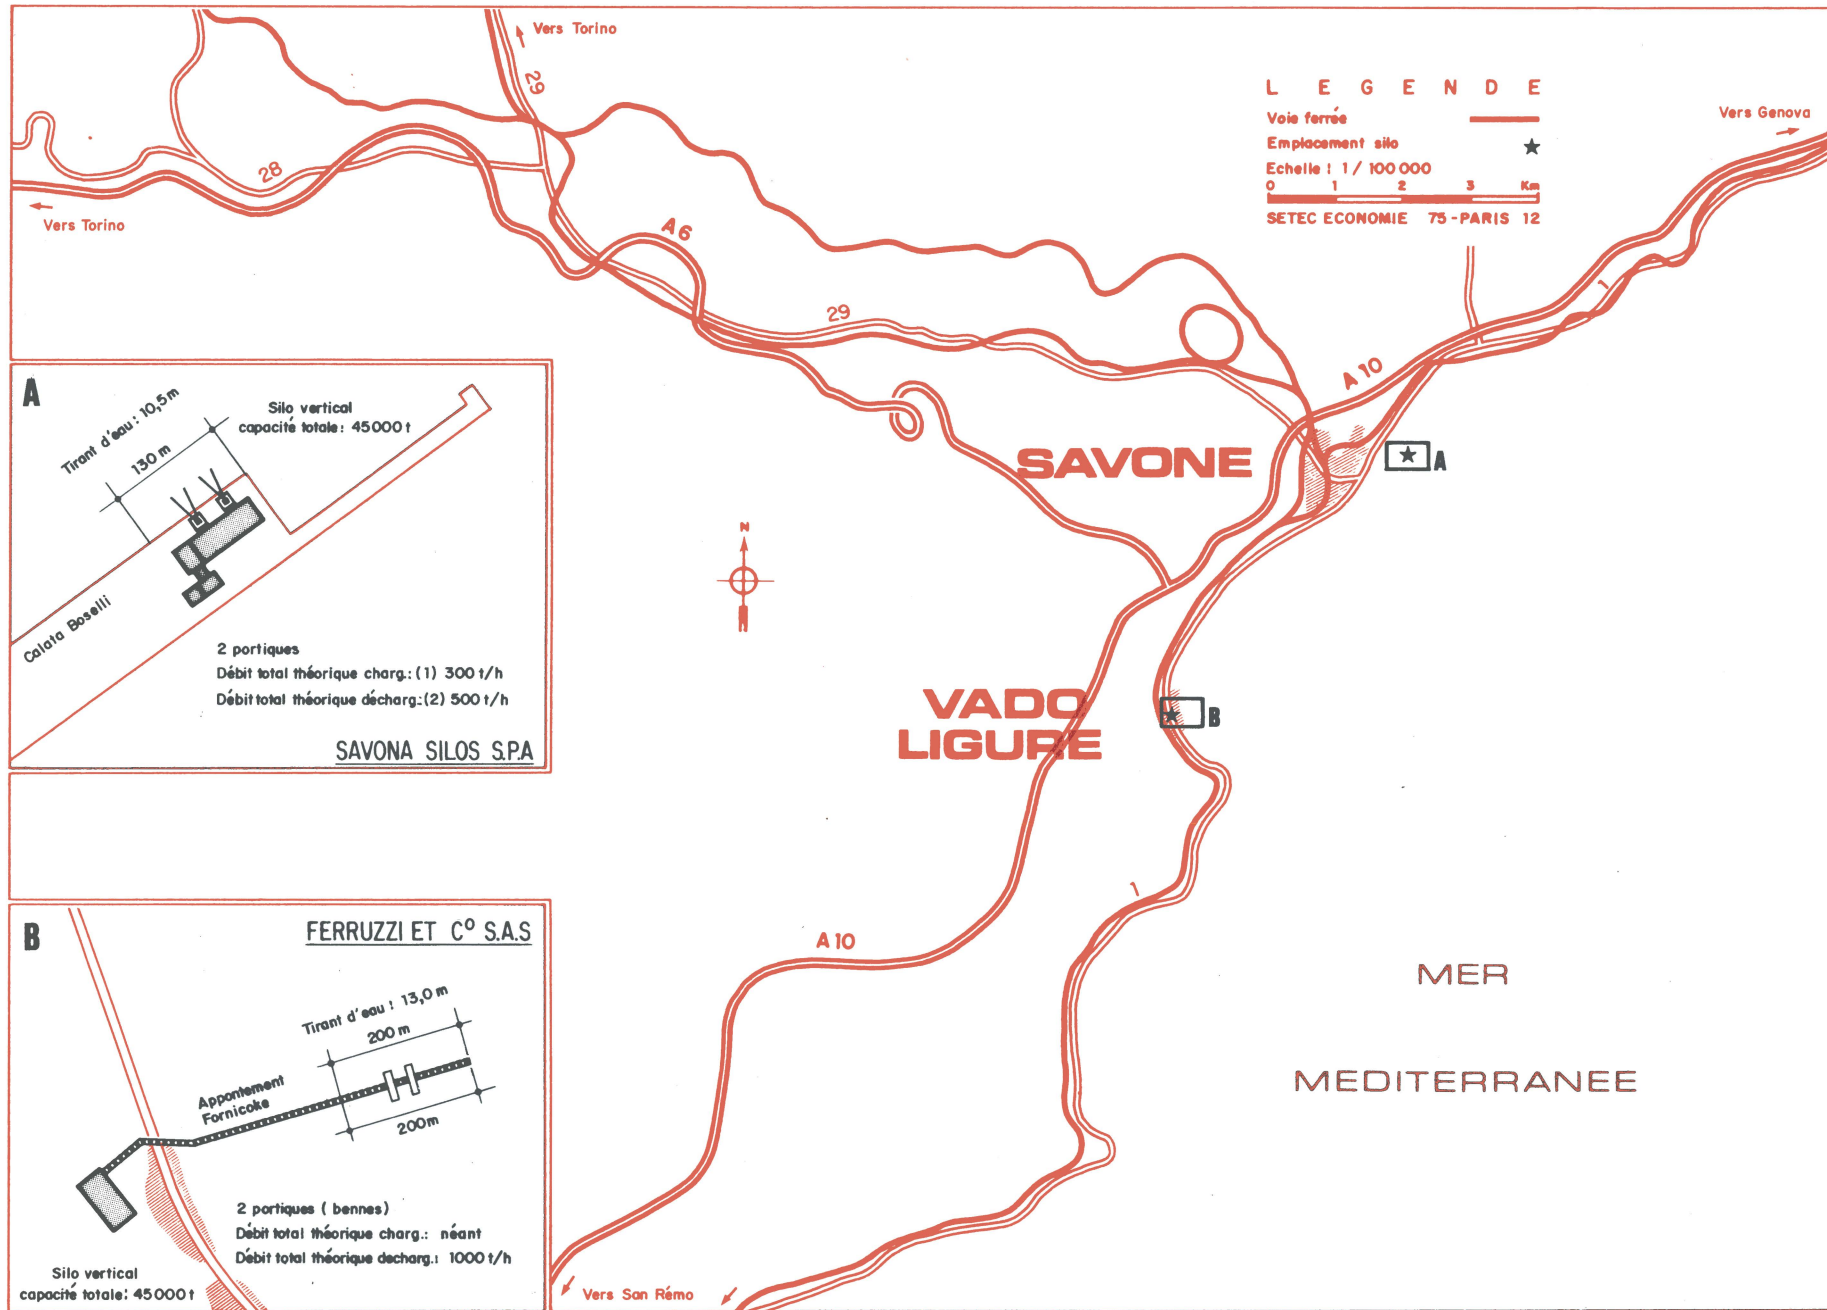 Vers Torino
29
28
Vers Torino
A6
29
L E G E N D E
Voie ferrée
Emplacement silo
Echelle : 1 / 100 000
0 1 2 3 Km
SETEC ECONOMIE 75 - PARIS 12
Vers Genova
1
A 10
SAVONE
A
N
VADO
LIGURE
B
1
A 10
MER
MEDITERRANEE
Vers San Rémo
A
Tirant d'eau : 10,5 m
130 m
Silo vertical
capacité totale : 45000 t
Calata Boselli
2 portiques
Débit total théorique charg.: (1) 300 t/h
Débit total théorique décharg.: (2) 500 t/h
SAVONA SILOS S.P.A
B
FERRUZZI ET C° S.A.S
Tirant d'eau : 13,0 m
200 m
Appontement
Fornicoke
200 m
2 portiques ( bennes)
Débit total théorique charg.: néant
Débit total théorique decharg.: 1000 t/h
Silo vertical
capacité totale: 45000 t